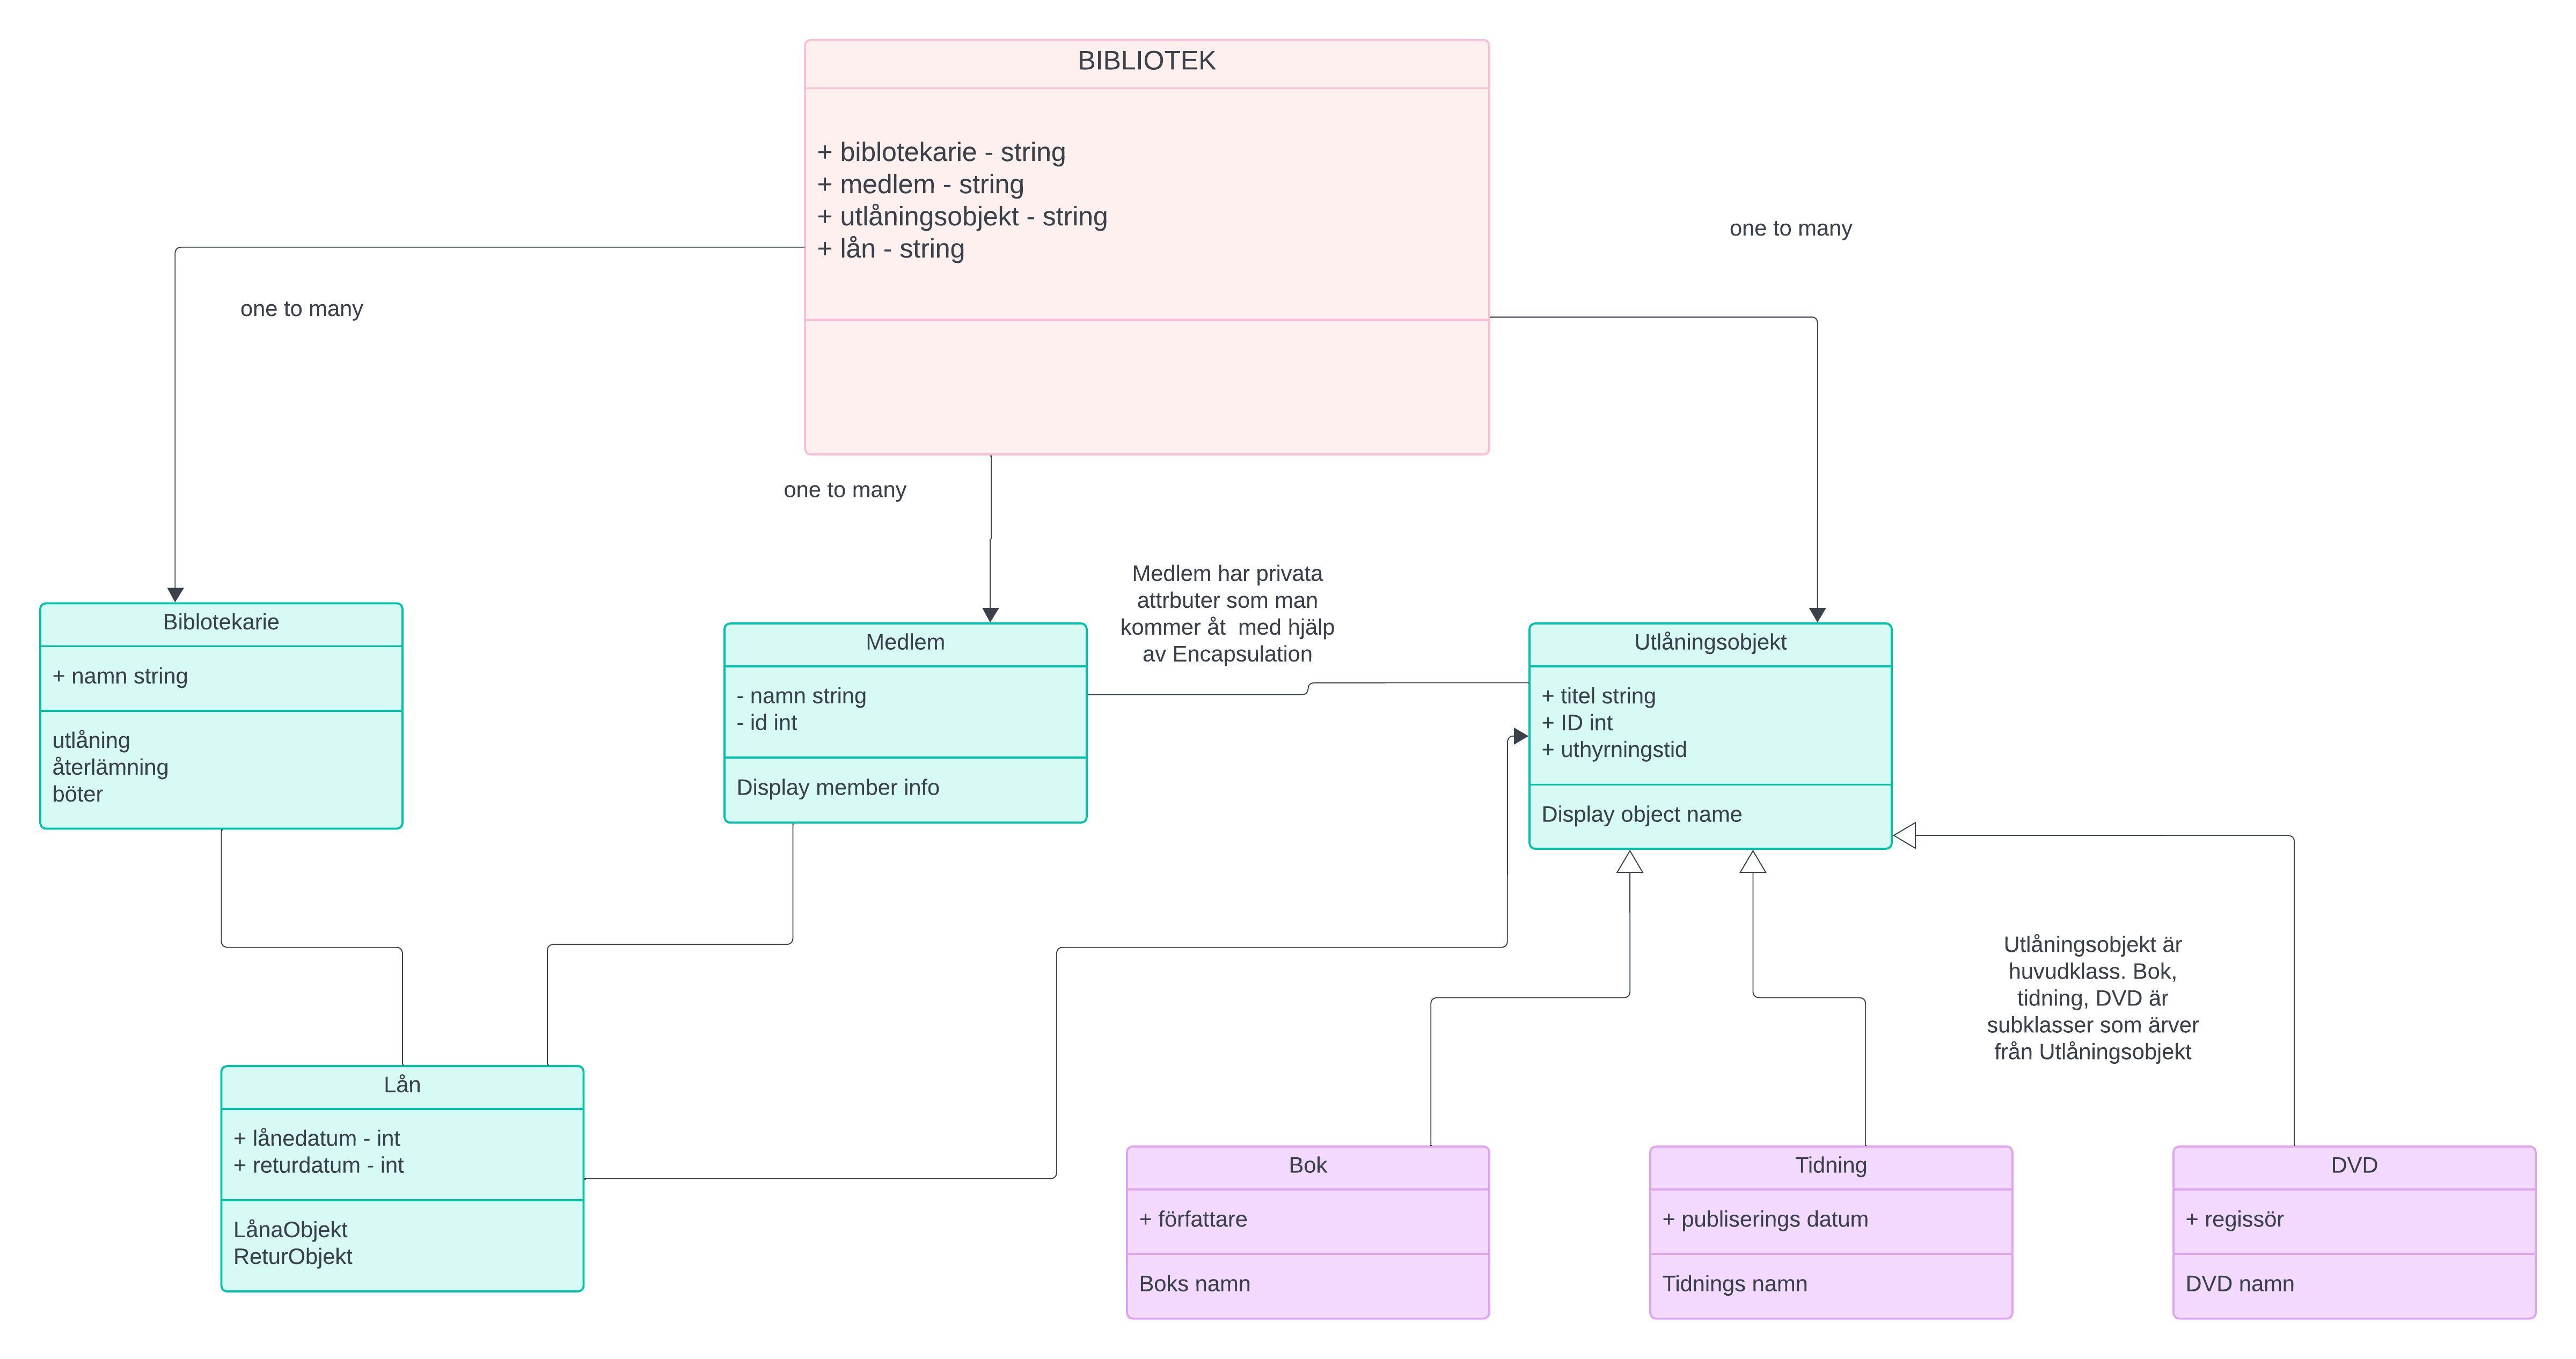 BIBLIOTEK
+ biblotekarie - string
+ medlem - string
+ utlåningsobjekt - string
+ lån - string
one to many
one to many
one to many
Medlem har privata
attrbuter som man
kommer åt  med hjälp
av Encapsulation
Biblotekarie
+ namn string
utlåning
återlämning
böter
Medlem
- namn string
- id int
Display member info
Utlåningsobjekt
+ titel string
+ ID int
+ uthyrningstid
Display object name
Utlåningsobjekt är
huvudklass. Bok,
tidning, DVD är
subklasser som ärver
från Utlåningsobjekt
Lån
+ lånedatum - int
+ returdatum - int
LånaObjekt
ReturObjekt
Bok
+ författare
Boks namn
Tidning
+ publiserings datum
Tidnings namn
DVD
+ regissör
DVD namn